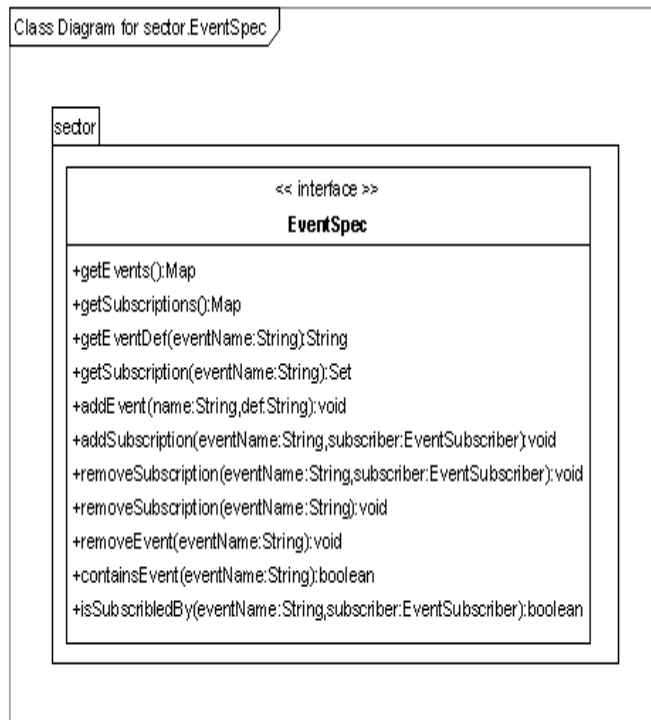 Class Diagram for sector.EventSpec
sector
<< interface >>
EventSpec
+getEvents():Map
+getSubscriptions():Map
+getEventDef(eventName:String):String
+getSubscription(eventName:String):Set
+addEvent(name:String,def:String):void
+addSubscription(eventName:String,subscriber:EventSubscriber):void
+removeSubscription(eventName:String,subscriber:EventSubscriber):void
+removeSubscription(eventName:String):void
+removeEvent(eventName:String):void
+containsEvent(eventName:String):boolean
+isSubscribledBy(eventName:String,subscriber:EventSubscriber):boolean